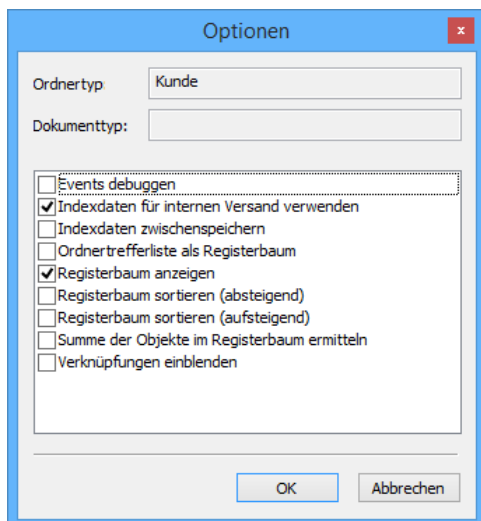 Optionen
x
Ordnertyp
Kunde
Dokumenttyp:
Events debuggen
Indexdaten für internen Versand verwenden
Indexdaten zwischenspeichern
Ordnertrefferliste als Registerbaum
Registerbaum anzeigen
Registerbaum sortieren (absteigend)
Registerbaum sortieren (aufsteigend)
Summe der Objekte im Registerbaum ermitteln
Verknüpfungen einblenden
OK Abbrechen